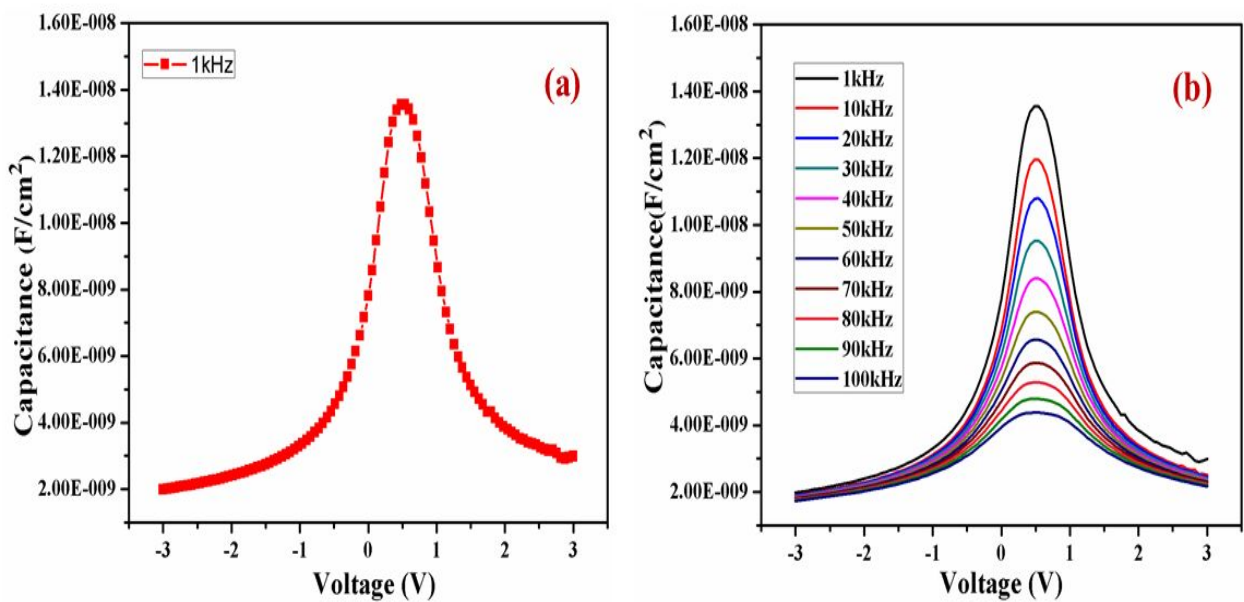 1.60E-008
1.40E-008
1.20E-008
1.00E-008
8.00E-009
6.00E-009
4.00E-009
2.00E-009
Capacitance (F/cm²)
1kHz
(a)
-3 -2 -1 0 1 2 3
Voltage (V)
1.60E-008
1.40E-008
1.20E-008
1.00E-008
8.00E-009
6.00E-009
4.00E-009
2.00E-009
Capacitance(F/cm²)
1kHz
10kHz
20kHz
30kHz
40kHz
50kHz
60kHz
70kHz
80kHz
90kHz
100kHz
(b)
-3 -2 -1 0 1 2 3
Voltage (V)